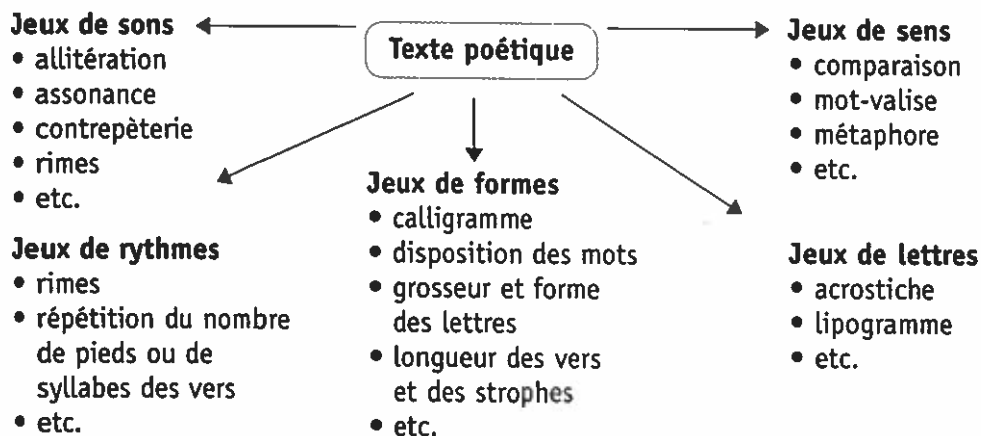 Texte poétique
Jeux de sons
• allitération
• assonance
• contrepèterie
• rimes
• etc.
Jeux de rythmes
• rimes
• répétition du nombre
de pieds ou de
syllabes des vers
• etc.
Jeux de formes
• calligramme
• disposition des mots
• grosseur et forme
des lettres
• longueur des vers
et des strophes
• etc.
Jeux de sens
• comparaison
• mot-valise
• métaphore
• etc.
Jeux de lettres
• acrostiche
• lipogramme
• etc.